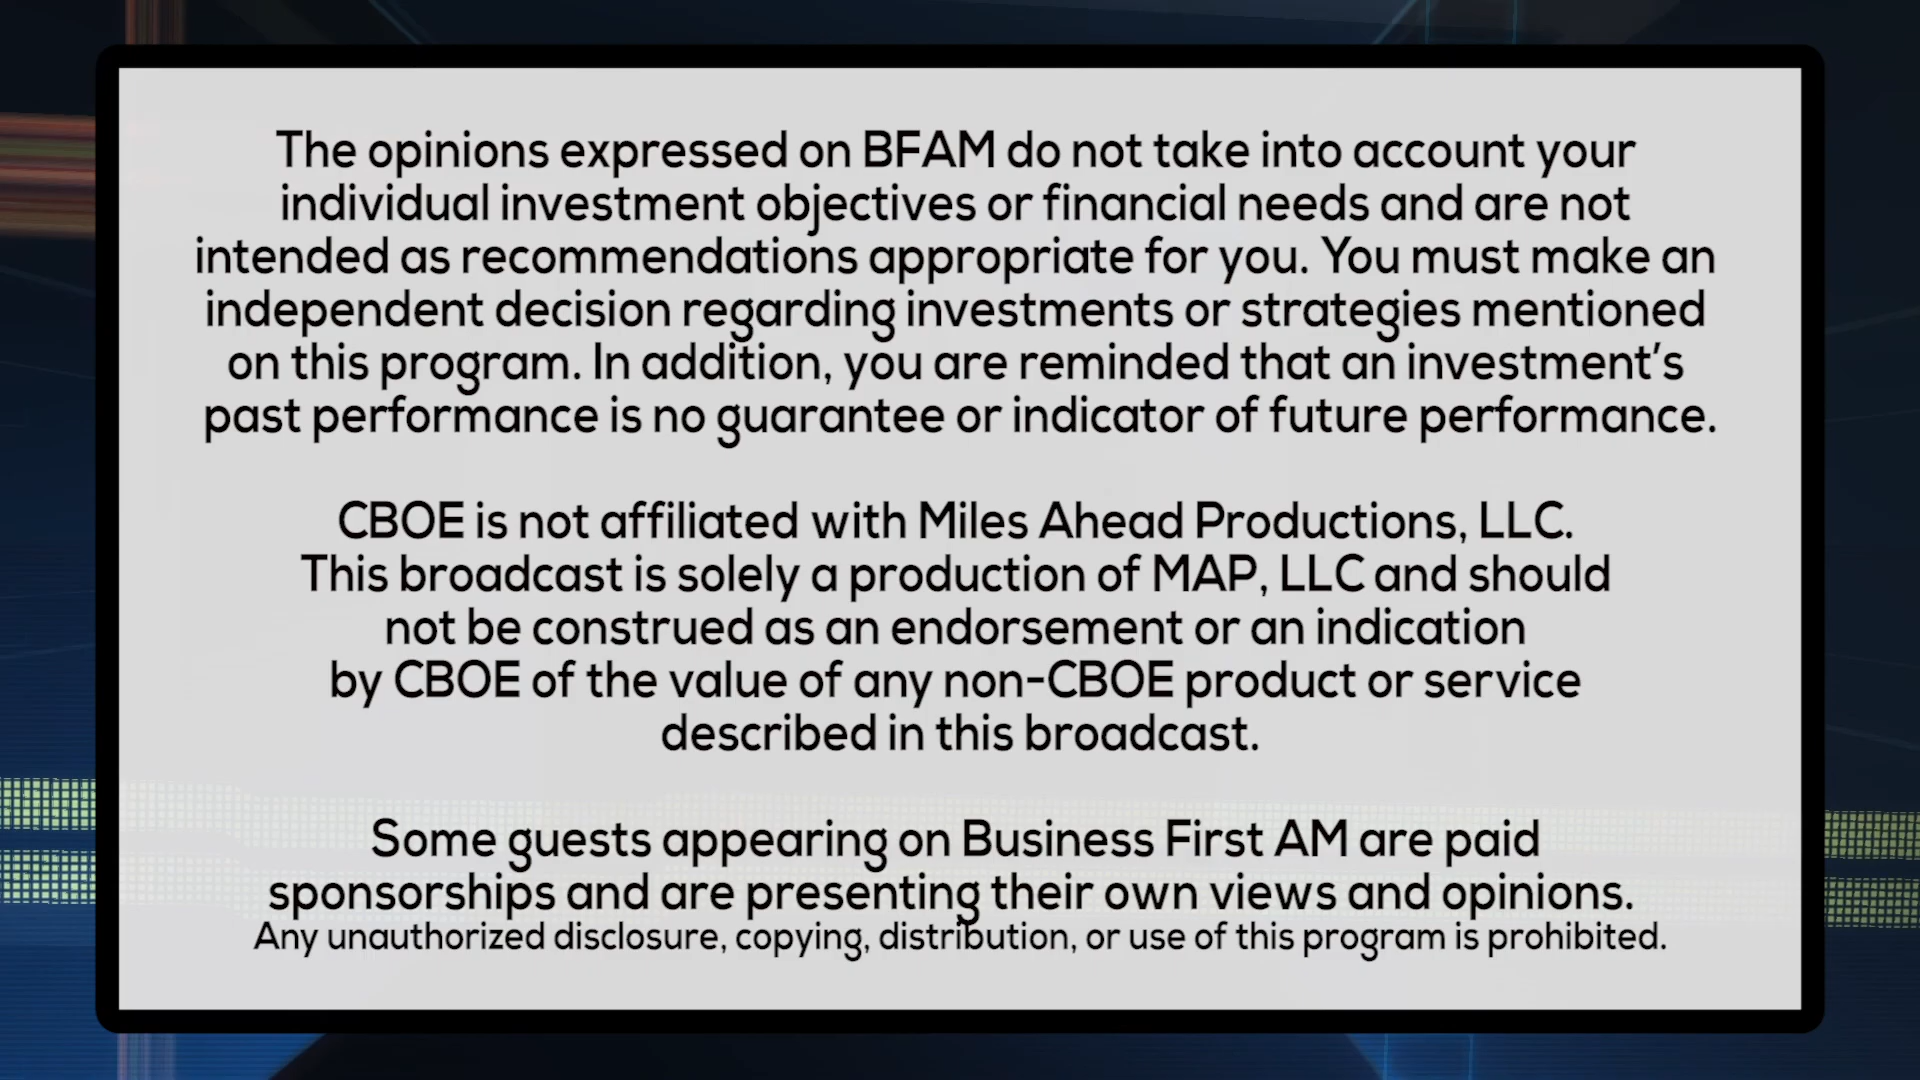 The opinions expressed on BFAM do not take into account your
individual investment objectives or financial needs and are not
intended as recommendations appropriate for you. You must make an
independent decision regarding investments or strategies mentioned
on this program. In addition, you are reminded that an investment’s
past performance is no guarantee or indicator of future performance.
CBOE is not affiliated with Miles Ahead Productions, LLC.
This broadcast is solely a production of MAP, LLC and should
not be construed as an endorsement or an indication
by CBOE of the value of any non-CBOE product or service
described in this broadcast.
Some guests appearing on Business First AM are paid
sponsorships and are presenting their own views and opinions.
Any unauthorized disclosure, copying, distribution, or use of this program is prohibited.